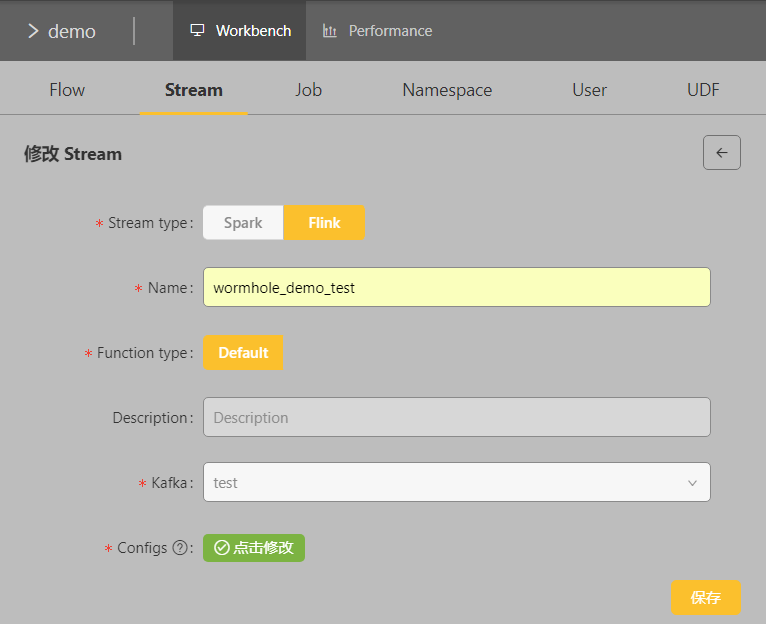 demo Workbench Performance
Flow Stream Job Namespace User UDF
修改 Stream
* Stream type: Spark Flink
* Name: wormhole_demo_test
* Function type: Default
Description: Description
* Kafka: test
* Configs ?: 点击修改
保存